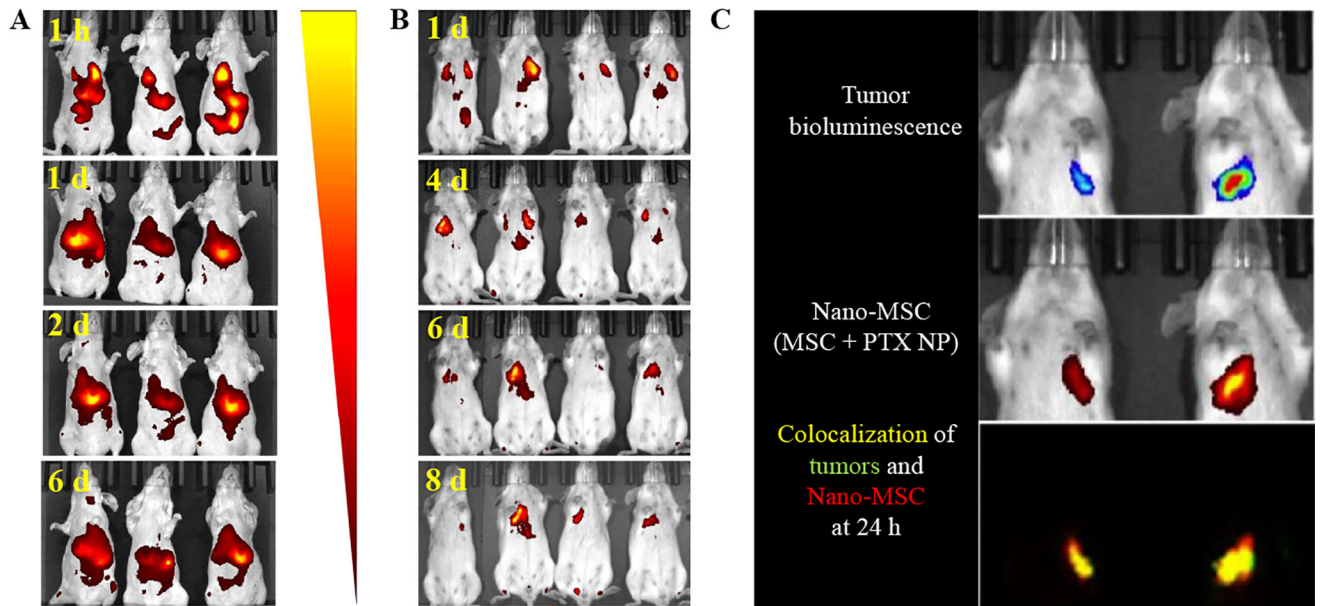 A
1 h
1 d
2 d
6 d
B
1 d
4 d
6 d
8 d
C
Tumor
bioluminescence
Nano-MSC
(MSC + PTX NP)
Colocalization of
tumors and
Nano-MSC
at 24 h